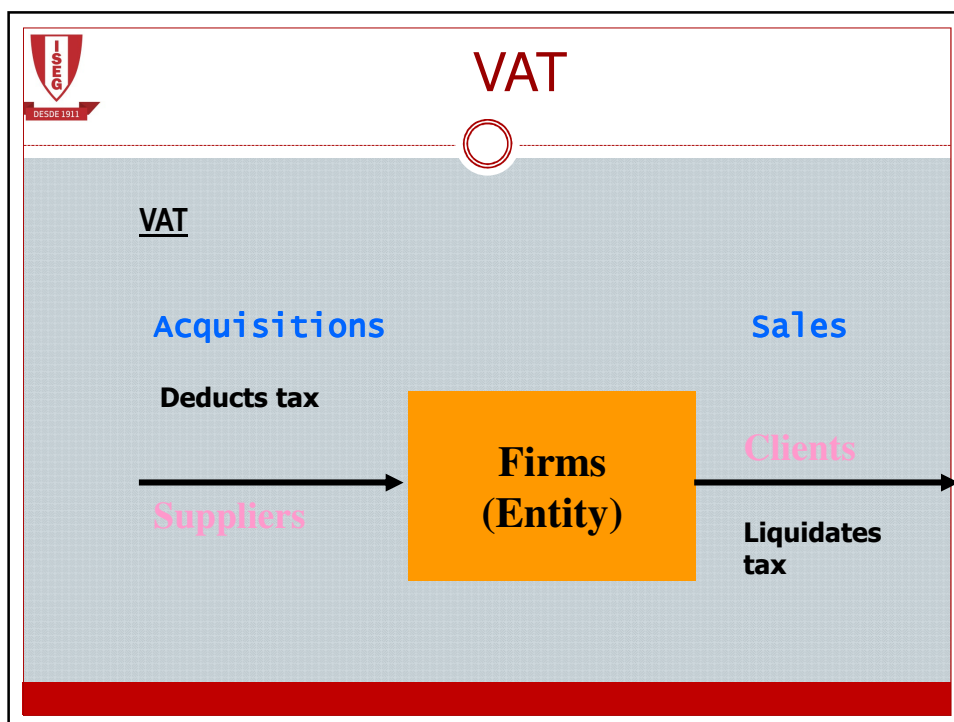 ISEG
DESDE 1911
VAT
VAT
Acquisitions
Sales
Deducts tax
Firms
(Entity)
Clients
Suppliers
Liquidates
tax